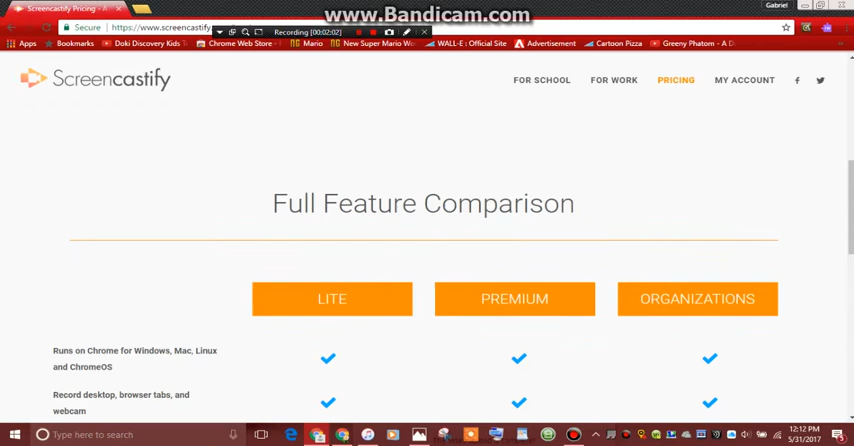 Screencastify Pricing - A
www.Bandicam.com
Gabriel
Secure
https://www.screencastify
Recording [00:02:02]
Apps
Bookmarks
Doki Discovery Kids T
Chrome Web Store -
Mario
New Super Mario Wo
WALL-E : Official Site
Advertisement
Cartoon Pizza
Greeny Phatom - A D
Screencastify
FOR SCHOOL
FOR WORK
PRICING
MY ACCOUNT
Full Feature Comparison
LITE
PREMIUM
ORGANIZATIONS
Runs on Chrome for Windows, Mac, Linux
and ChromeOS
Record desktop, browser tabs, and
webcam
Type here to search
12:12 PM
5/31/2017